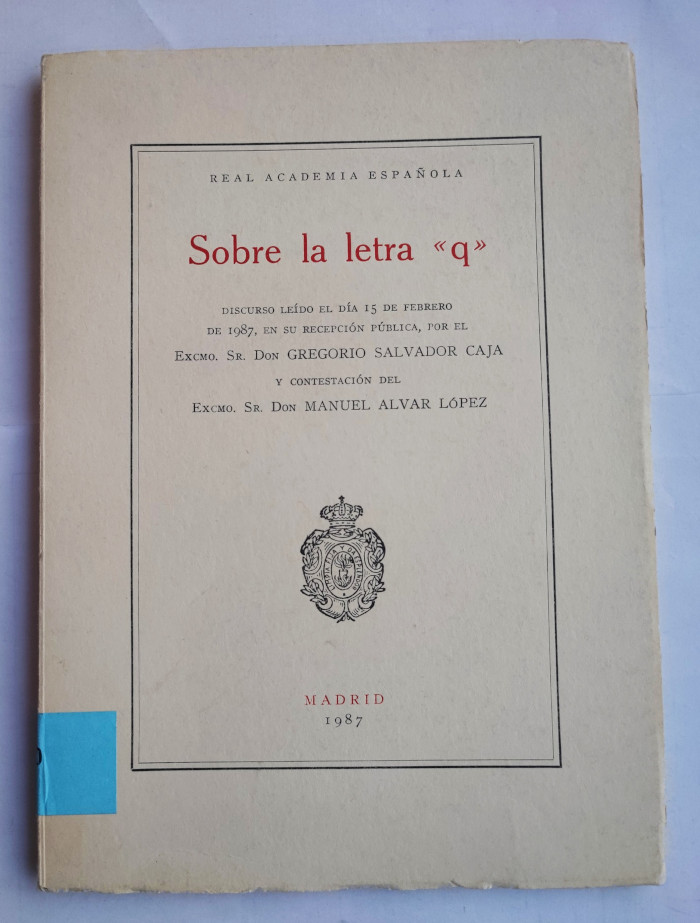 REAL ACADEMIA ESPAÑOLA
Sobre la letra «q»
DISCURSO LEÍDO EL DÍA 15 DE FEBRERO
DE 1987, EN SU RECEPCIÓN PÚBLICA, POR EL
EXCMO. SR. DON GREGORIO SALVADOR CAJA
Y CONTESTACIÓN DEL
EXCMO. SR. DON MANUEL ALVAR LÓPEZ
MADRID
1987